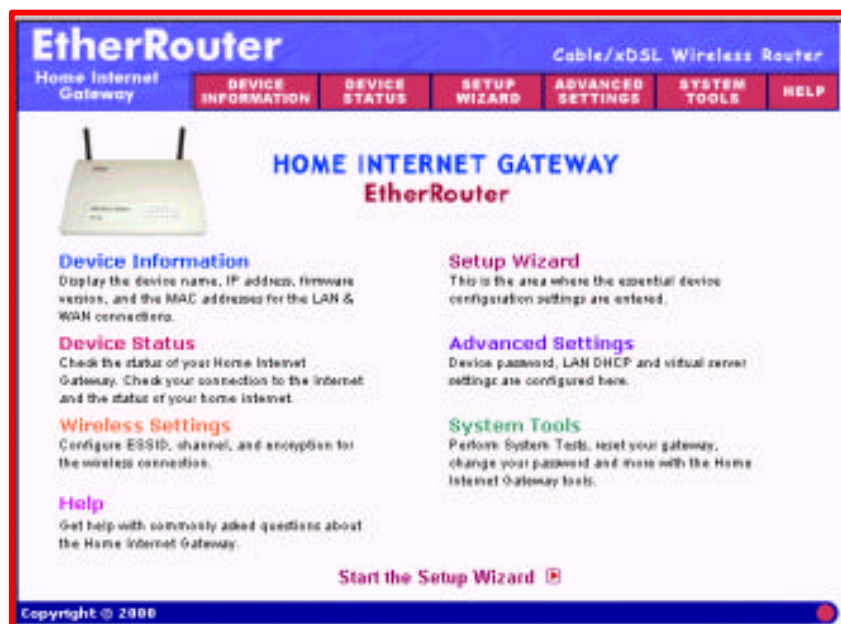 EtherRouter
Cable/xDSL Wireless Router
Home Internet
Gateway
DEVICE
INFORMATION
DEVICE
STATUS
SETUP
WIZARD
ADVANCED
SETTINGS
SYSTEM
TOOLS
HELP
HOME INTERNET GATEWAY
EtherRouter
Device Information
Display the device name, IP address, firmware
version, and the MAC addresses for the LAN &
WAN connections.
Device Status
Check the status of your Home Internet
Gateway. Check your connection to the Internet
and the status of your home internet.
Wireless Settings
Configure ESSID, channel, and encryption for
the wireless connection.
Help
Get help with commonly asked questions about
the Home Internet Gateway.
Setup Wizard
This is the area where the essential device
configuration settings are entered.
Advanced Settings
Device password, LAN DHCP and virtual server
settings are configured here.
System Tools
Perform System Tests, reset your gateway,
change your password and more with the Home
Internet Gateway tools.
Start the Setup Wizard
Copyright © 2000